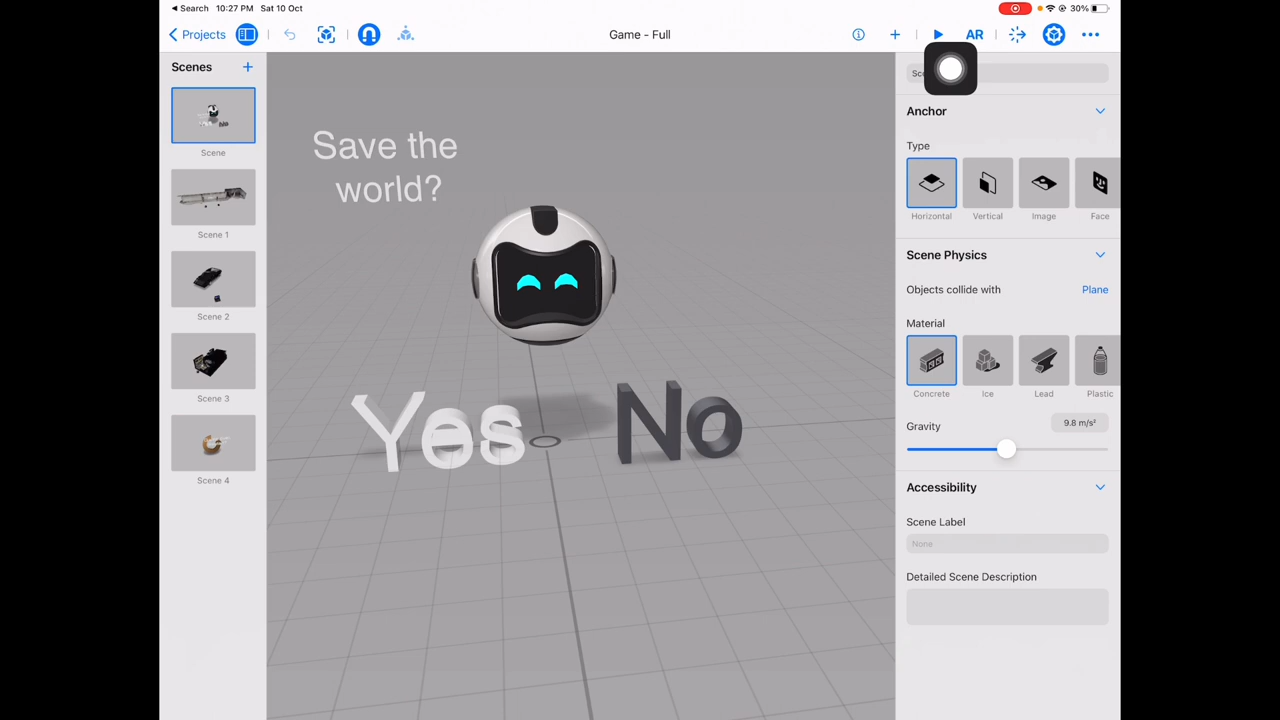 Search 10:27 PM Sat 10 Oct 30%
Projects
Game - Full
AR
Scenes
Scene
Scene 1
Scene 2
Scene 3
Scene 4
Save the
world?
Yes No
Anchor
Type
Horizontal Vertical Image Face
Scene Physics
Objects collide with Plane
Material
Concrete Ice Lead Plastic
Gravity 9.8 m/s²
Accessibility
Scene Label
None
Detailed Scene Description